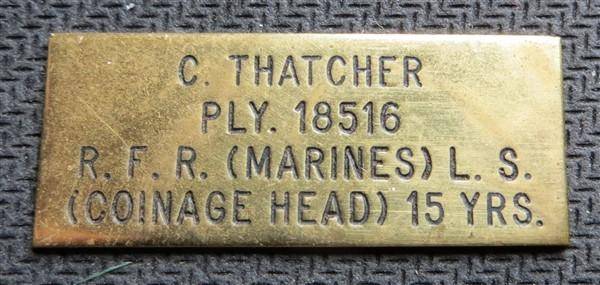 C. THATCHER
PLY. 18516
R. F. R. (MARINES) L. S.
(COINAGE HEAD) 15 YRS.